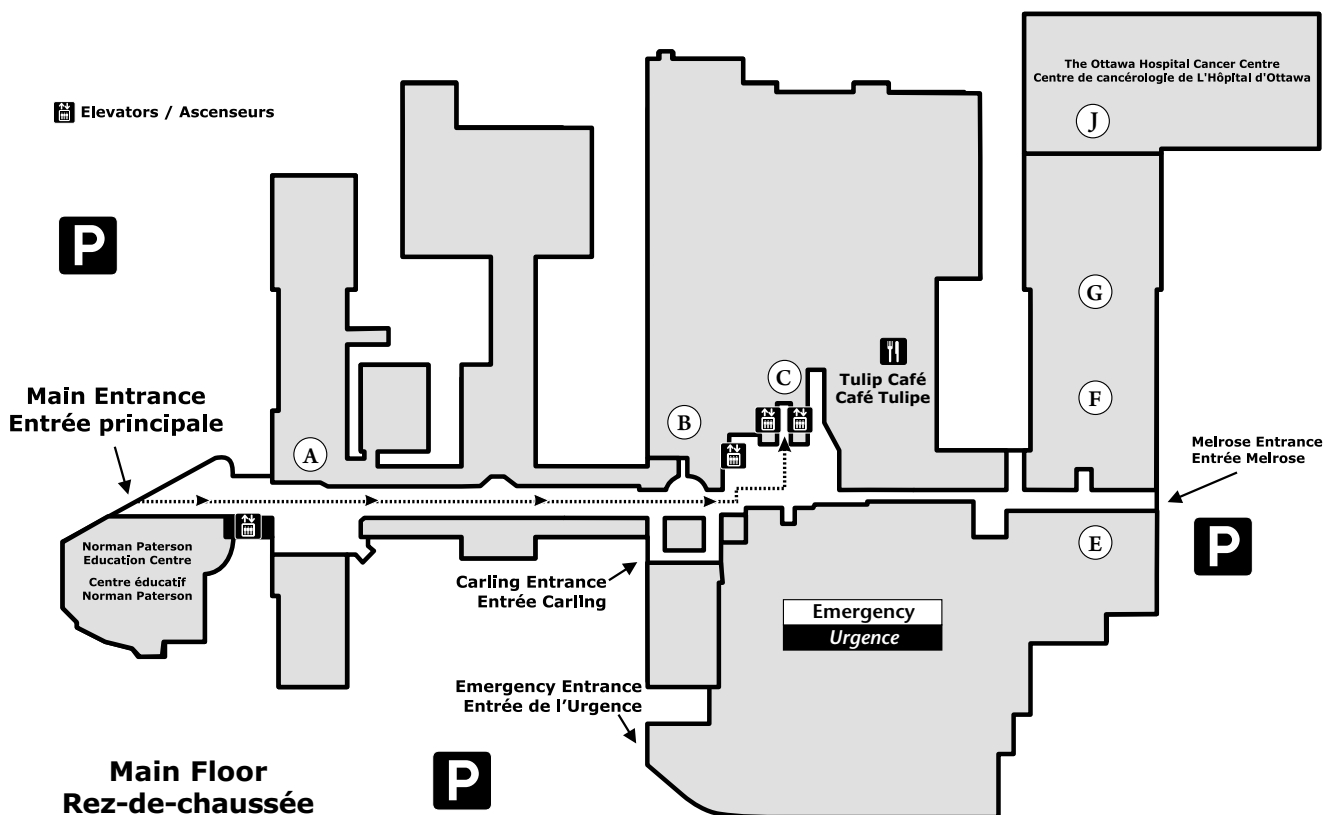 The Ottawa Hospital Cancer Centre
Centre de cancérologie de L'Hôpital d'Ottawa
Elevators / Ascenseurs
J
P
G
Main Entrance
Entrée principale
C
Tulip Café
Café Tulipe
F
B
A
Melrose Entrance
Entrée Melrose
Norman Paterson
Education Centre
Centre éducatif
Norman Paterson
E
P
Carling Entrance
Entrée Carling
Emergency
Urgence
Emergency Entrance
Entrée de l'Urgence
Main Floor
Rez-de-chaussée
P